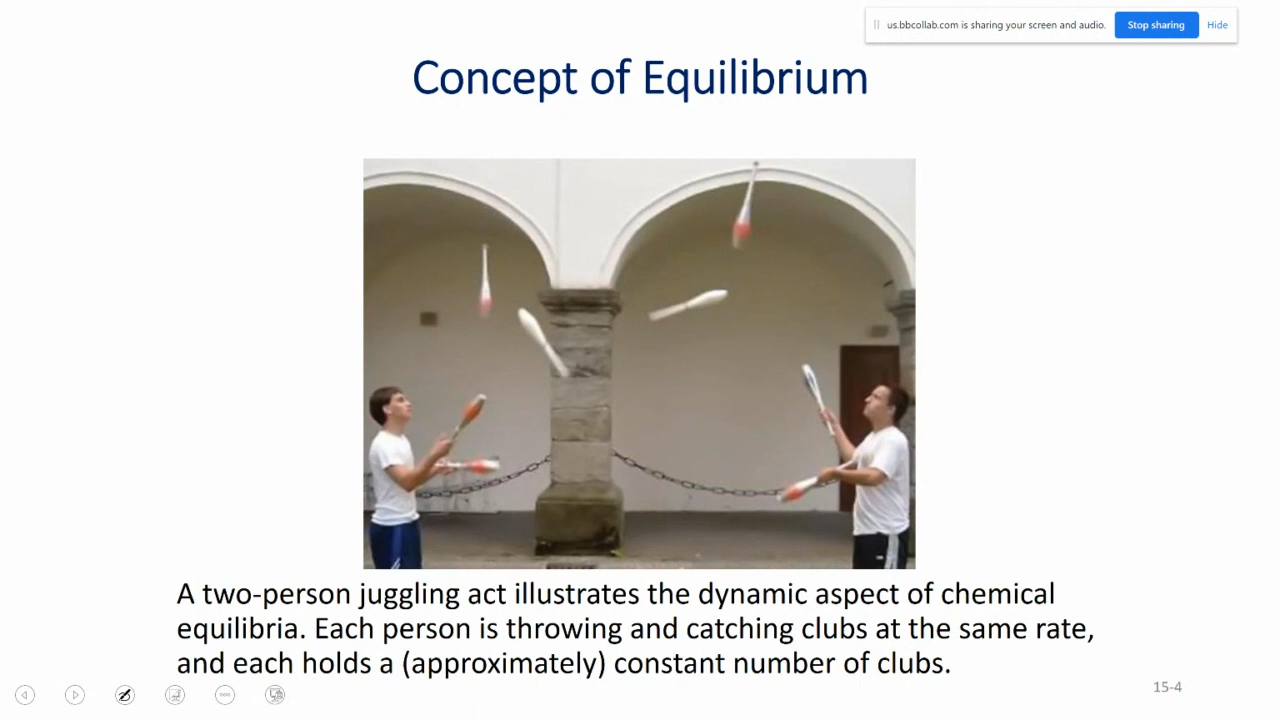 us.bbcollab.com is sharing your screen and audio. Stop sharing Hide
Concept of Equilibrium
A two-person juggling act illustrates the dynamic aspect of chemical
equilibria. Each person is throwing and catching clubs at the same rate,
and each holds a (approximately) constant number of clubs.
15-4